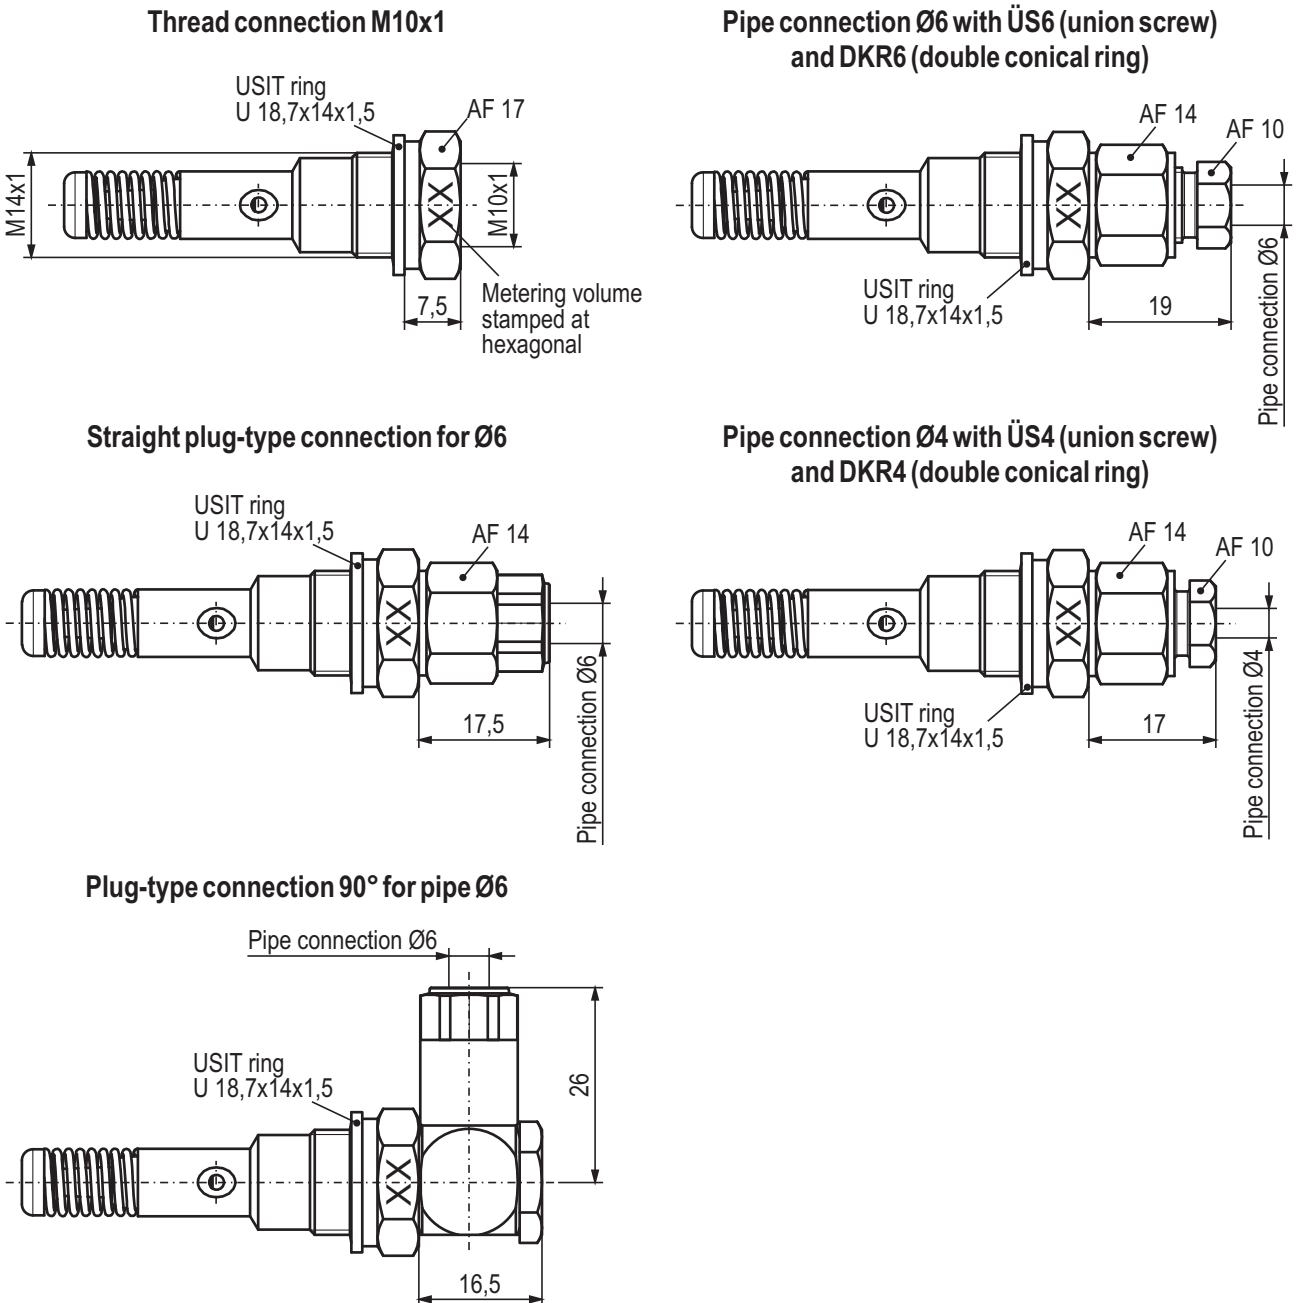 Thread connection M10x1
USIT ring
U 18,7x14x1,5
AF 17
M14x1
XX
M10x1
7,5
Metering volume
stamped at
hexagonal
Pipe connection Ø6 with ÜS6 (union screw)
and DKR6 (double conical ring)
AF 14
AF 10
XX
USIT ring
U 18,7x14x1,5
19
Pipe connection Ø6
Straight plug-type connection for Ø6
USIT ring
U 18,7x14x1,5
AF 14
XX
17,5
Pipe connection Ø6
Pipe connection Ø4 with ÜS4 (union screw)
and DKR4 (double conical ring)
AF 14
AF 10
XX
USIT ring
U 18,7x14x1,5
17
Pipe connection Ø4
Plug-type connection 90° for pipe Ø6
Pipe connection Ø6
USIT ring
U 18,7x14x1,5
26
XX
16,5